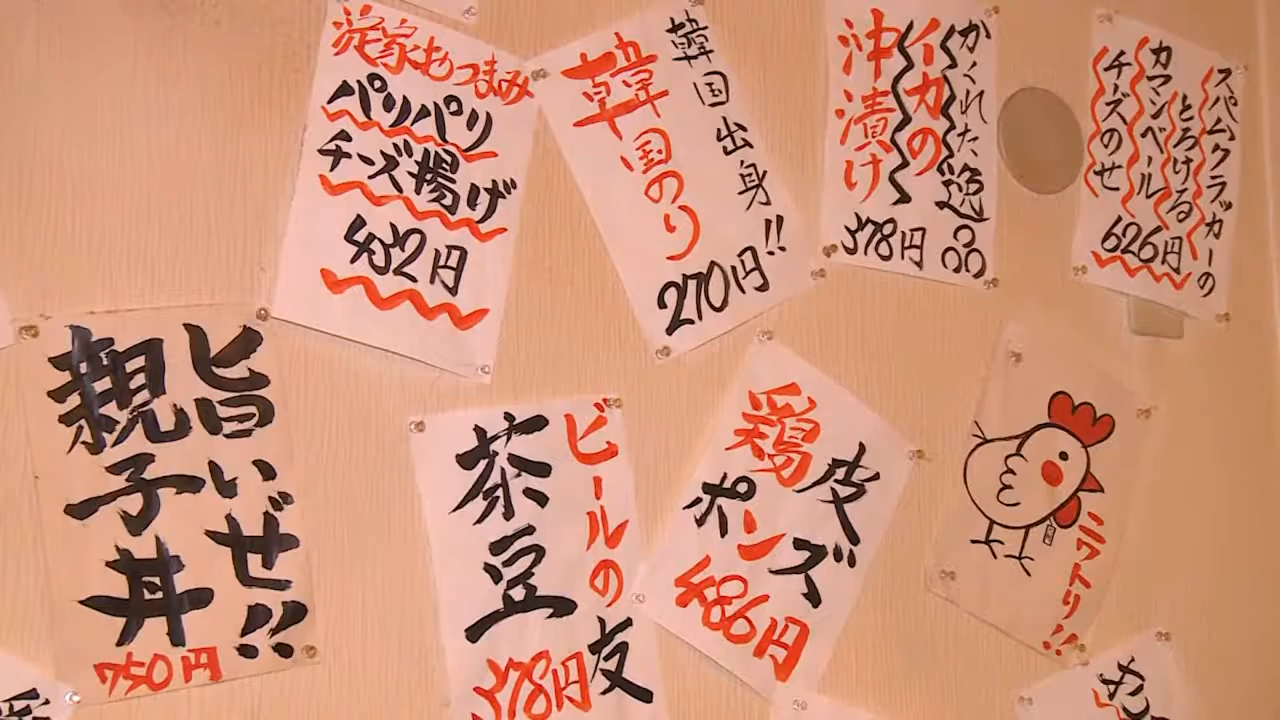 淀家おつまみ
パリパリ
チーズ揚げ
432円
韓国出身!!
韓国のり
270円
かくれた逸品
イカの
沖漬け
378円
スパムクラッカーの
とろける
カマンベール
チーズのせ
626円
旨いぜ!!
親子丼
750円
ビールの友
茶豆
378円
鶏皮
ポンズ
486円
ニワトリ!!